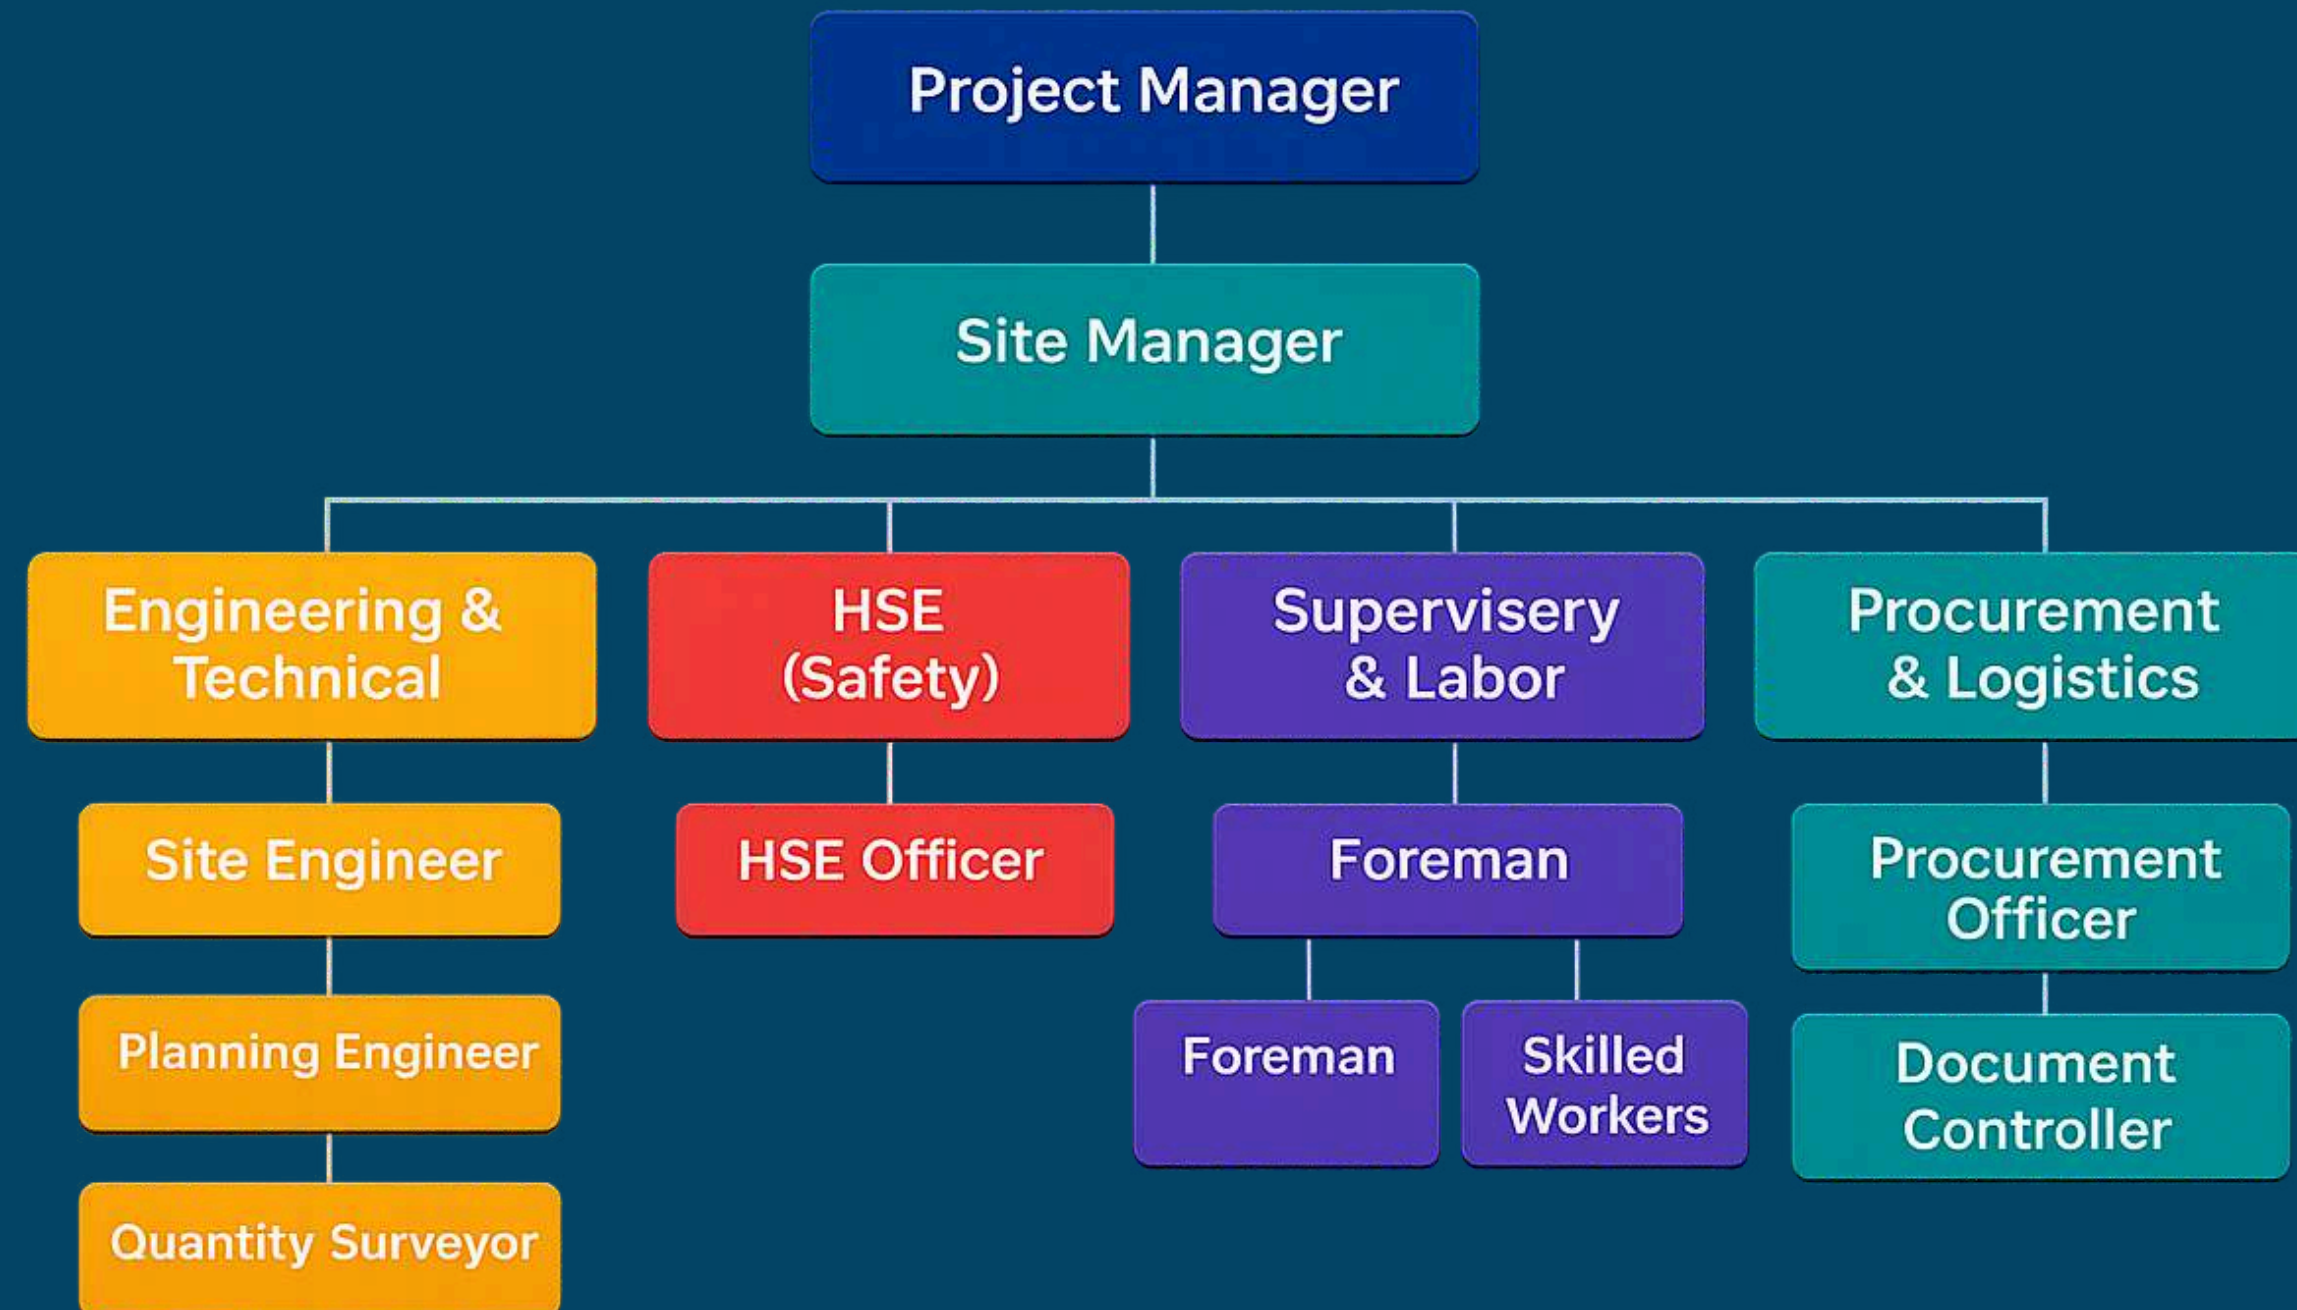 Project Manager
Site Manager
Engineering &
Technical
HSE
(Safety)
Supervisery
& Labor
Procurement
& Logistics
Site Engineer
HSE Officer
Foreman
Procurement
Officer
Planning Engineer
Foreman
Skilled
Workers
Document
Controller
Quantity Surveyor